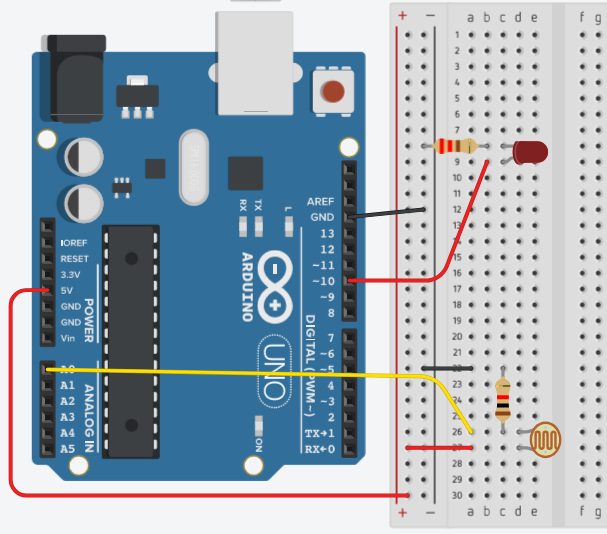 + − a b c d e f g
1
2
3
4
5
6
7
8
9
10
11
12
13
14
15
16
17
18
19
20
21
22
23
24
25
26
27
28
29
30
+ − a b c d e f g
AREF
GND
13
12
~11
~10
~9
8
7
6
~5
4
~3
2
TX→1
RX←0
DIGITAL (PWM~)
RX
TX
L
ARDUINO
UNO
ON
IOREF
RESET
3.3V
5V
GND
GND
Vin
POWER
A0
A1
A2
A3
A4
A5
ANALOG IN